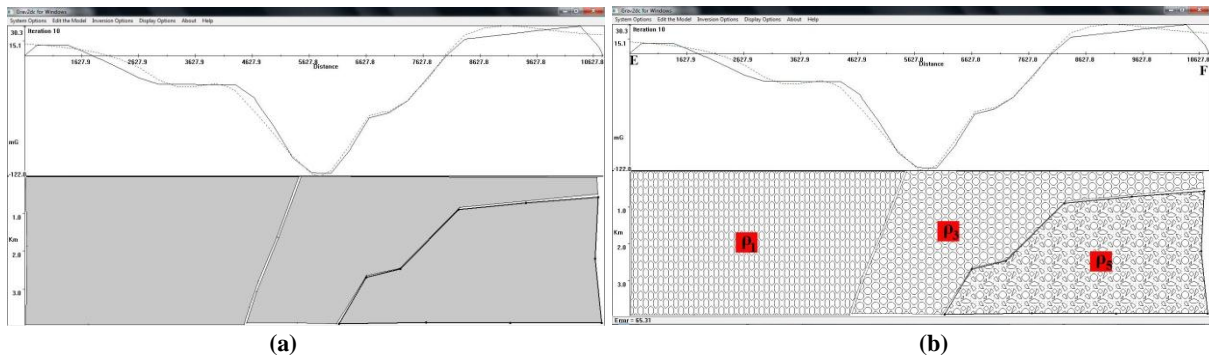 Grav2dc for Windows
System Options Edit the Model Inversion Options Display Options About Help
38.3
Iteration 10
15.1
1627.9 2627.9 3627.9 4627.9 5627.8 6627.8 7627.8 8627.8 9627.8 10627.8
Distance
mG
-122.0
1.0
Km
2.0
3.0
(a)
Grav2dc for Windows
System Options Edit the Model Inversion Options Display Options About Help
38.3
Iteration 10
15.1
E
1627.9 2627.9 3627.9 4627.9 5627.8 6627.8 7627.8 8627.8 9627.8 10627.8
Distance
F
mG
-122.0
1.0
Km
2.0
3.0
ρ1
ρ3
ρ5
Error = 65.31
(b)